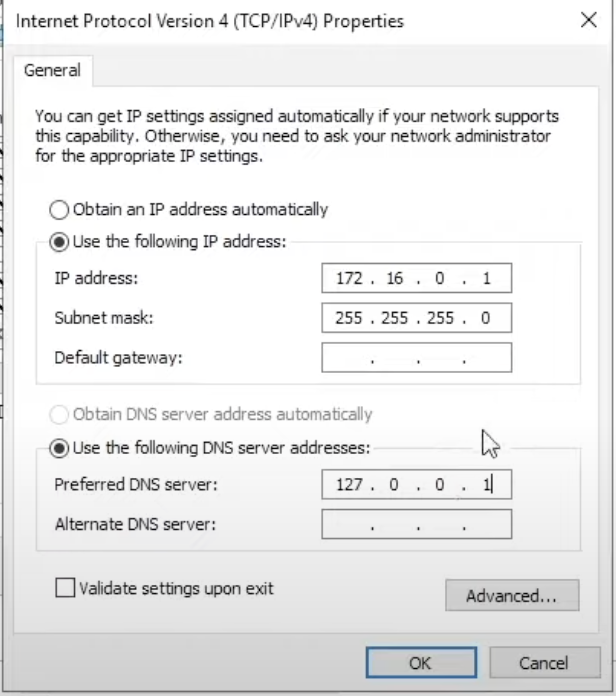 Internet Protocol Version 4 (TCP/IPv4) Properties
General
You can get IP settings assigned automatically if your network supports
this capability. Otherwise, you need to ask your network administrator
for the appropriate IP settings.
Obtain an IP address automatically
Use the following IP address:
IP address: 172 . 16 . 0 . 1
Subnet mask: 255 . 255 . 255 . 0
Default gateway: . . .
Obtain DNS server address automatically
Use the following DNS server addresses:
Preferred DNS server: 127 . 0 . 0 . 1
Alternate DNS server: . . .
Validate settings upon exit
Advanced...
OK Cancel